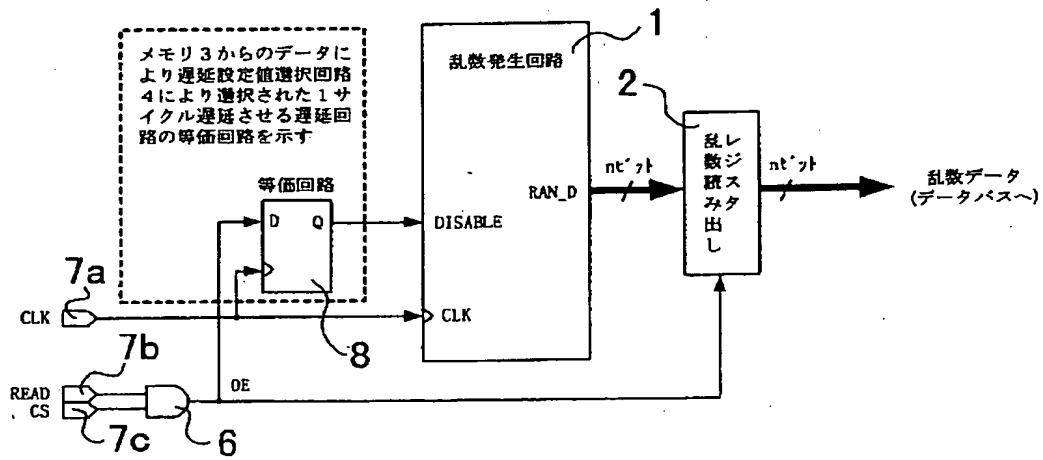 メモリ３からのデータに
より遅延設定値選択回路
４により選択された１サ
イクル遅延させる遅延回
路の等価回路を示す
等価回路
D Q
8
1
乱数発生回路
RAN_D
DISABLE
CLK
nビット
2
乱数読み出し
レジスタ
nビット
乱数データ
(データバスへ)
7a
CLK
7b
READ
CS
7c
6
OE